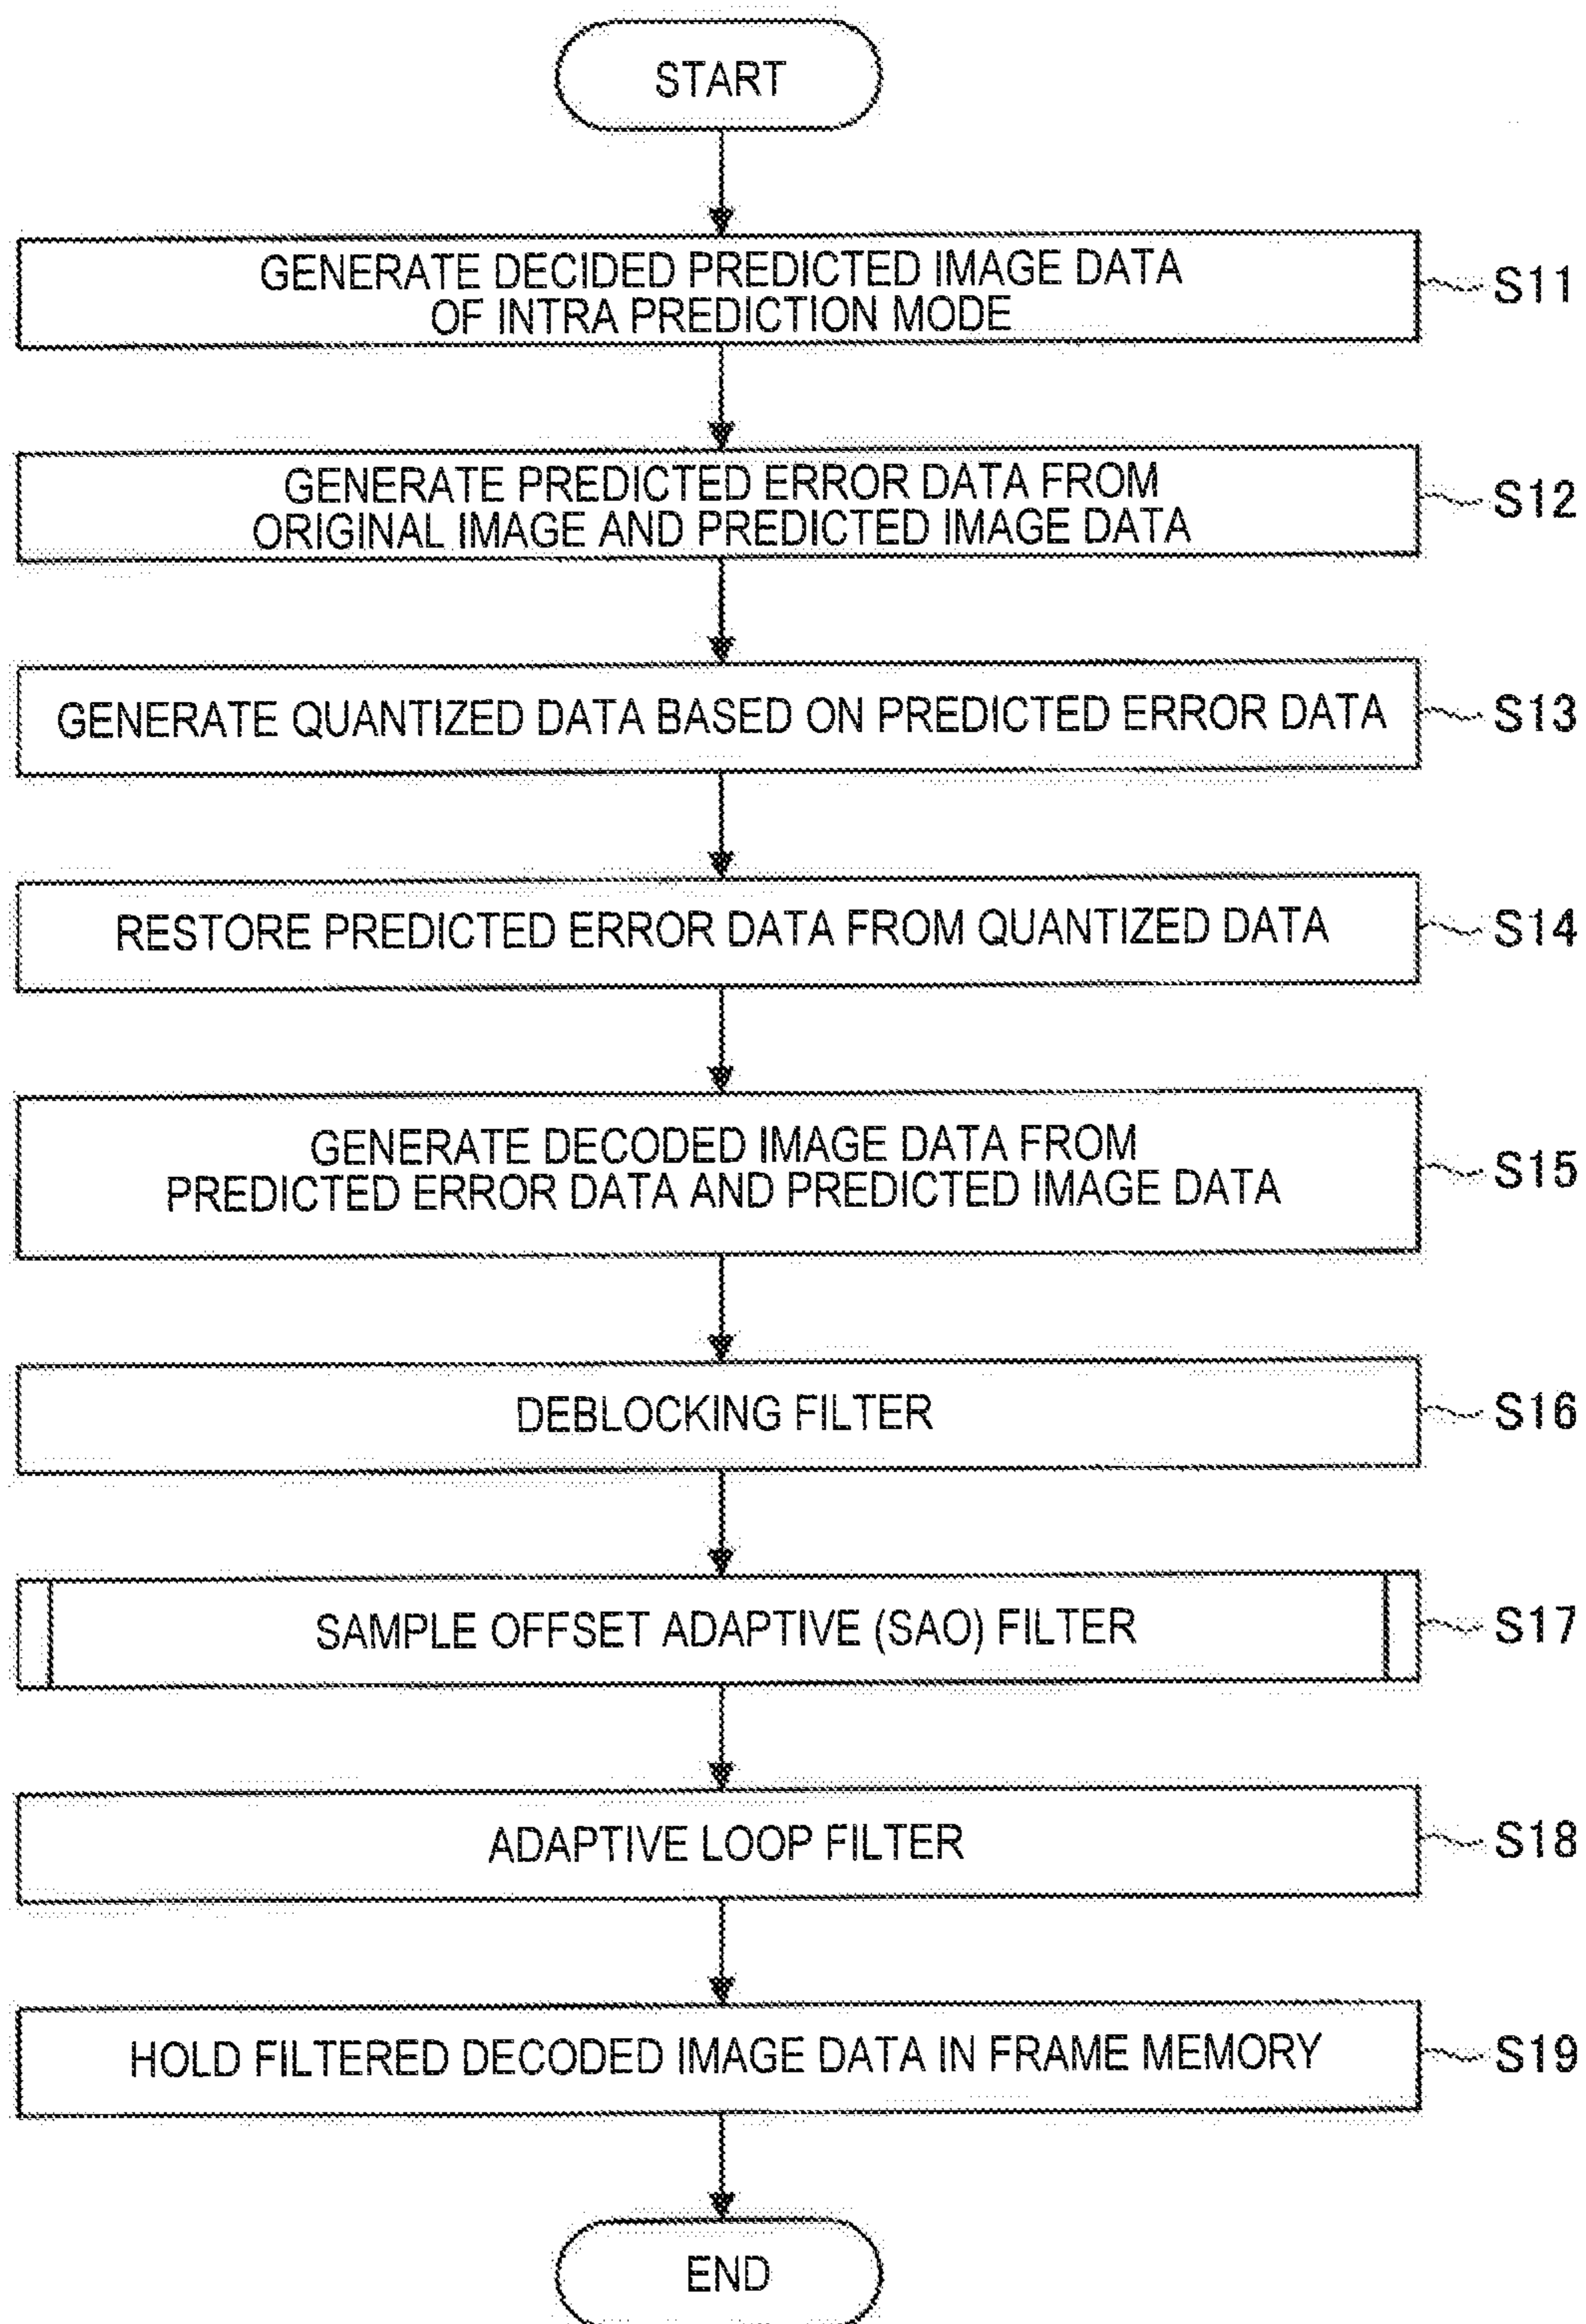 START
GENERATE DECIDED PREDICTED IMAGE DATA
OF INTRA PREDICTION MODE
S11
GENERATE PREDICTED ERROR DATA FROM
ORIGINAL IMAGE AND PREDICTED IMAGE DATA
S12
GENERATE QUANTIZED DATA BASED ON PREDICTED ERROR DATA
S13
RESTORE PREDICTED ERROR DATA FROM QUANTIZED DATA
S14
GENERATE DECODED IMAGE DATA FROM
PREDICTED ERROR DATA AND PREDICTED IMAGE DATA
S15
DEBLOCKING FILTER
S16
SAMPLE OFFSET ADAPTIVE (SAO) FILTER
S17
ADAPTIVE LOOP FILTER
S18
HOLD FILTERED DECODED IMAGE DATA IN FRAME MEMORY
S19
END